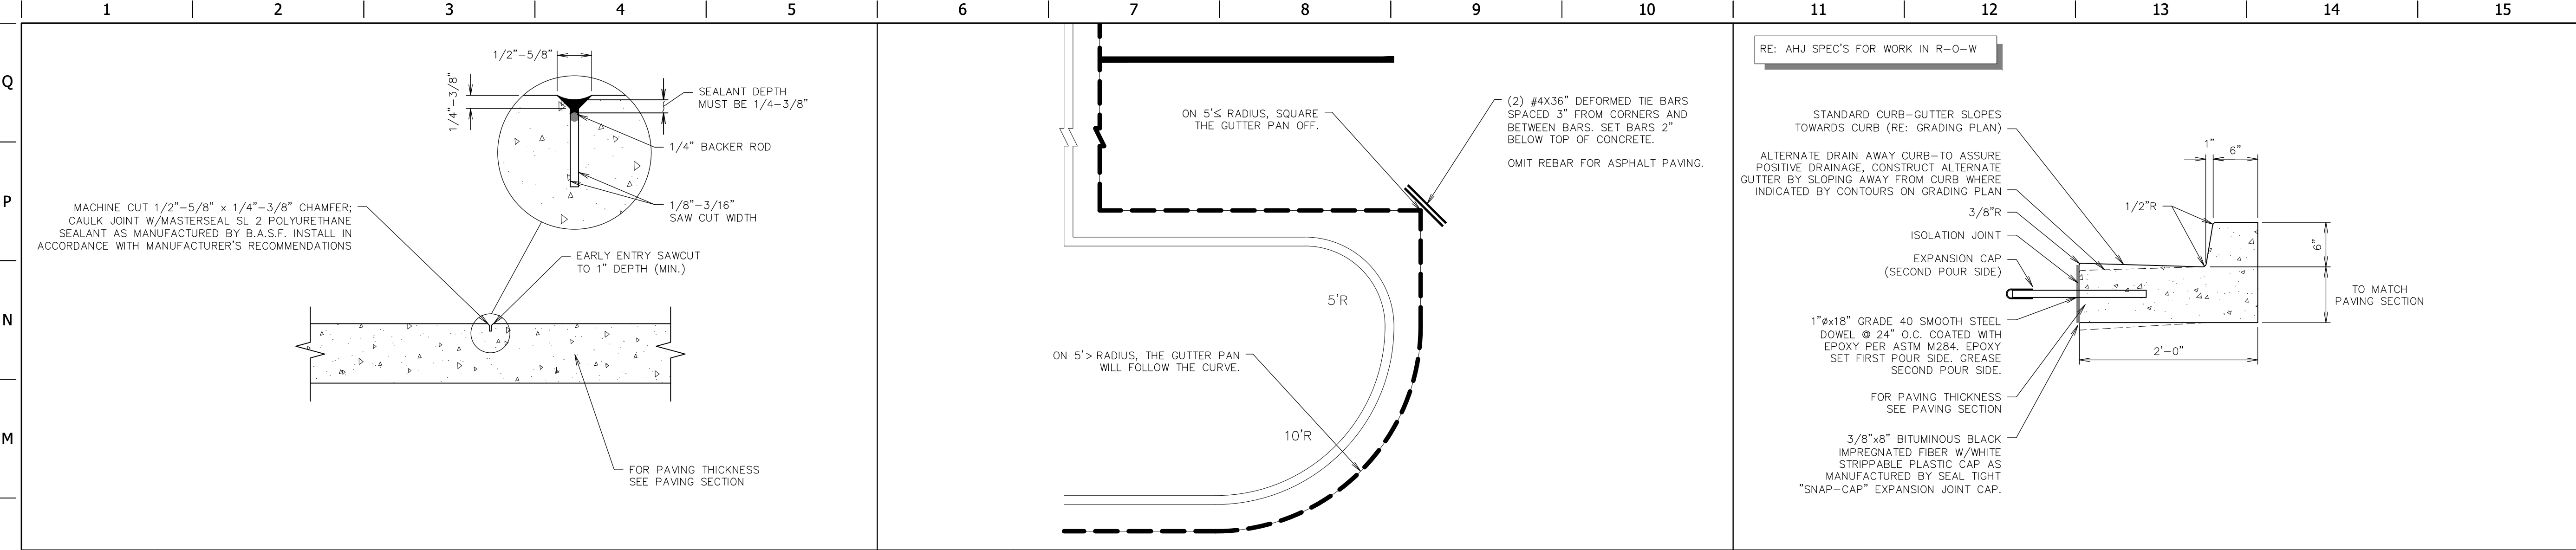 1 2 3 4 5 6 7 8 9 10 11 12 13 14 15
Q
P
N
M
1/2"-5/8"
1/4"-3/8"
SEALANT DEPTH
MUST BE 1/4-3/8"
1/4" BACKER ROD
1/8"-3/16"
SAW CUT WIDTH
MACHINE CUT 1/2"-5/8" x 1/4"-3/8" CHAMFER;
CAULK JOINT W/MASTERSEAL SL 2 POLYURETHANE
SEALANT AS MANUFACTURED BY B.A.S.F. INSTALL IN
ACCORDANCE WITH MANUFACTURER'S RECOMMENDATIONS
EARLY ENTRY SAWCUT
TO 1" DEPTH (MIN.)
FOR PAVING THICKNESS
SEE PAVING SECTION
ON 5'≤ RADIUS, SQUARE
THE GUTTER PAN OFF.
(2) #4X36" DEFORMED TIE BARS
SPACED 3" FROM CORNERS AND
BETWEEN BARS. SET BARS 2"
BELOW TOP OF CONCRETE.
OMIT REBAR FOR ASPHALT PAVING.
5'R
ON 5'> RADIUS, THE GUTTER PAN
WILL FOLLOW THE CURVE.
10'R
RE: AHJ SPEC'S FOR WORK IN R-O-W
STANDARD CURB-GUTTER SLOPES
TOWARDS CURB (RE: GRADING PLAN)
ALTERNATE DRAIN AWAY CURB-TO ASSURE
POSITIVE DRAINAGE, CONSTRUCT ALTERNATE
GUTTER BY SLOPING AWAY FROM CURB WHERE
INDICATED BY CONTOURS ON GRADING PLAN
3/8"R
ISOLATION JOINT
EXPANSION CAP
(SECOND POUR SIDE)
1"øx18" GRADE 40 SMOOTH STEEL
DOWEL @ 24" O.C. COATED WITH
EPOXY PER ASTM M284. EPOXY
SET FIRST POUR SIDE. GREASE
SECOND POUR SIDE.
FOR PAVING THICKNESS
SEE PAVING SECTION
3/8"x8" BITUMINOUS BLACK
IMPREGNATED FIBER W/WHITE
STRIPPABLE PLASTIC CAP AS
MANUFACTURED BY SEAL TIGHT
"SNAP-CAP" EXPANSION JOINT CAP.
1"
6"
1/2"R
6"
TO MATCH
PAVING SECTION
2'-0"